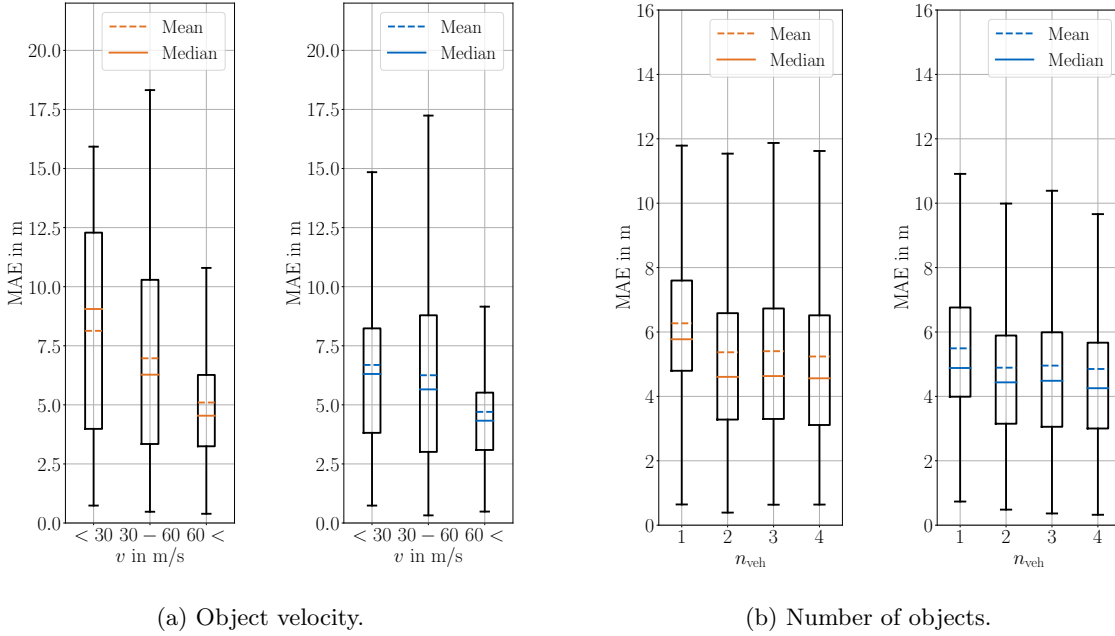 Mean
Median
20.0
17.5
15.0
12.5
10.0
7.5
5.0
2.5
0.0
MAE in m
< 30 30 − 60 60 <
v in m/s
Mean
Median
20.0
17.5
15.0
12.5
10.0
7.5
5.0
2.5
0.0
MAE in m
< 30 30 − 60 60 <
v in m/s
(a) Object velocity.
Mean
Median
16
14
12
10
8
6
4
2
0
MAE in m
1 2 3 4
n_veh
Mean
Median
16
14
12
10
8
6
4
2
0
MAE in m
1 2 3 4
n_veh
(b) Number of objects.